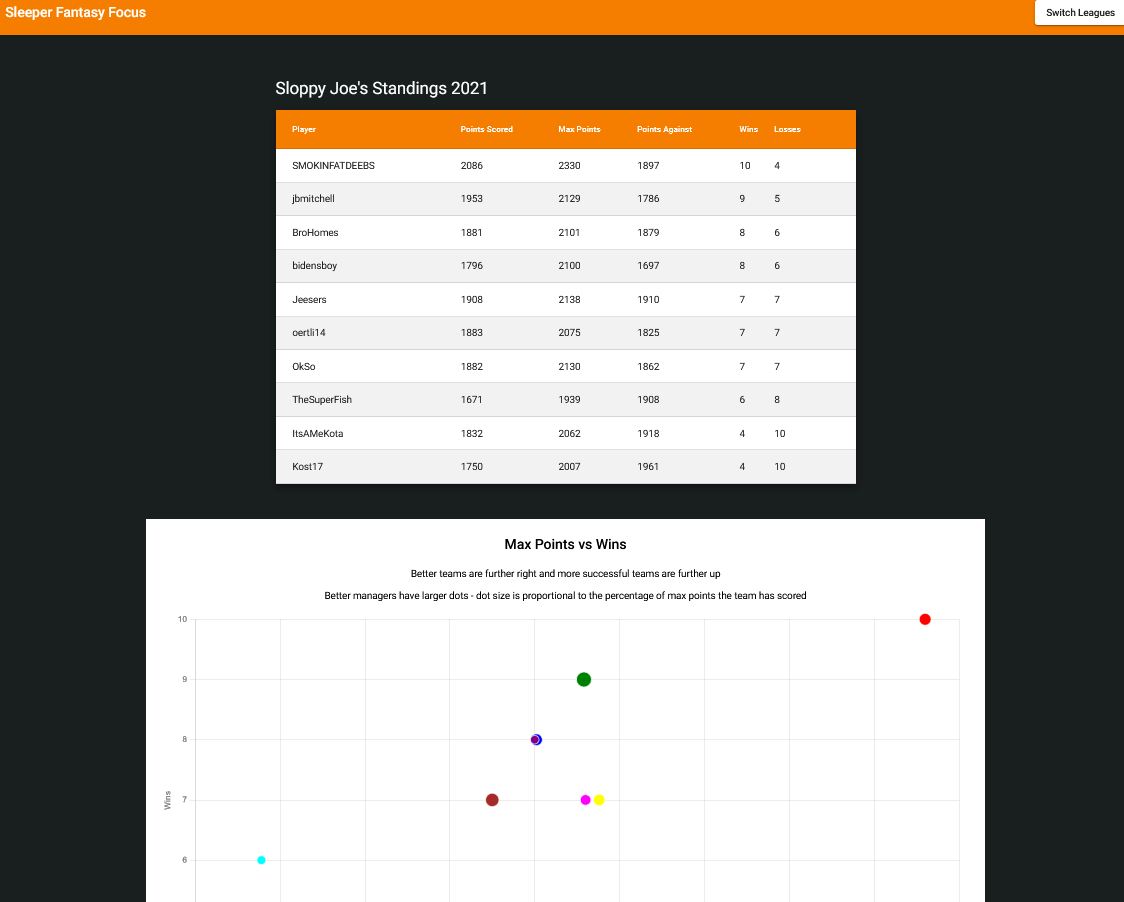 Sleeper Fantasy Focus
Switch Leagues
Sloppy Joe's Standings 2021
Player Points Scored Max Points Points Against Wins Losses
SMOKINFATDEEBS 2086 2330 1897 10 4
jbmitchell 1953 2129 1786 9 5
BroHomes 1881 2101 1879 8 6
bidensboy 1796 2100 1697 8 6
Jeesers 1908 2138 1910 7 7
oertli14 1883 2075 1825 7 7
OkSo 1882 2130 1862 7 7
TheSuperFish 1671 1939 1908 6 8
ItsAMeKota 1832 2062 1918 4 10
Kost17 1750 2007 1961 4 10
Max Points vs Wins
Better teams are further right and more successful teams are further up
Better managers have larger dots - dot size is proportional to the percentage of max points the team has scored
10
9
8
7
6
Wins